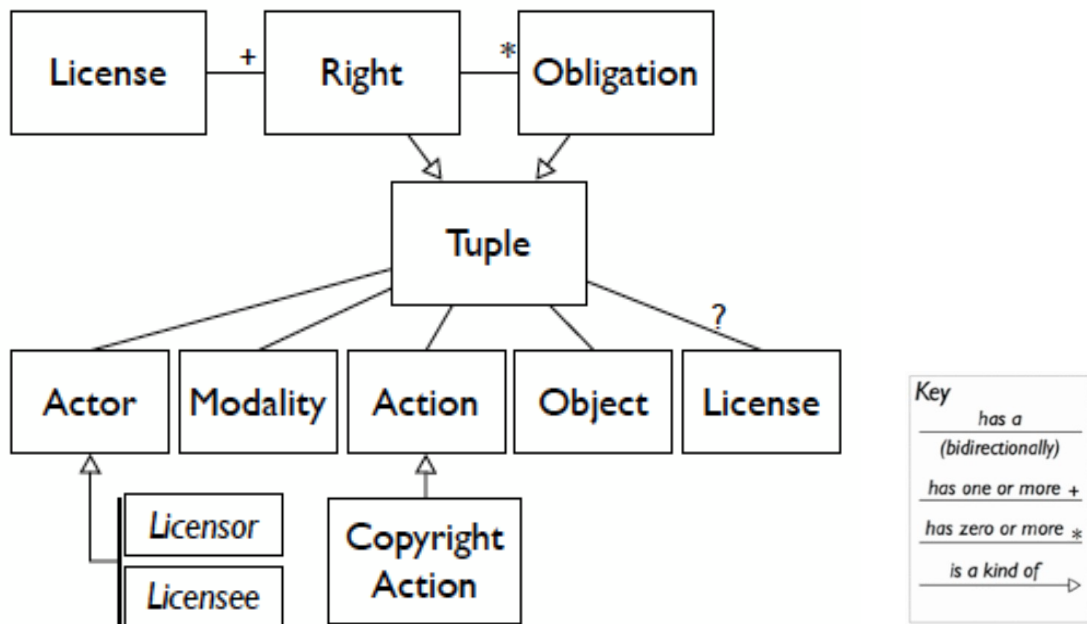 License
+
Right
*
Obligation
Tuple
?
Actor
Modality
Action
Object
License
Licensor
Licensee
Copyright
Action
Key
has a
(bidirectionally)
has one or more +
has zero or more *
is a kind of